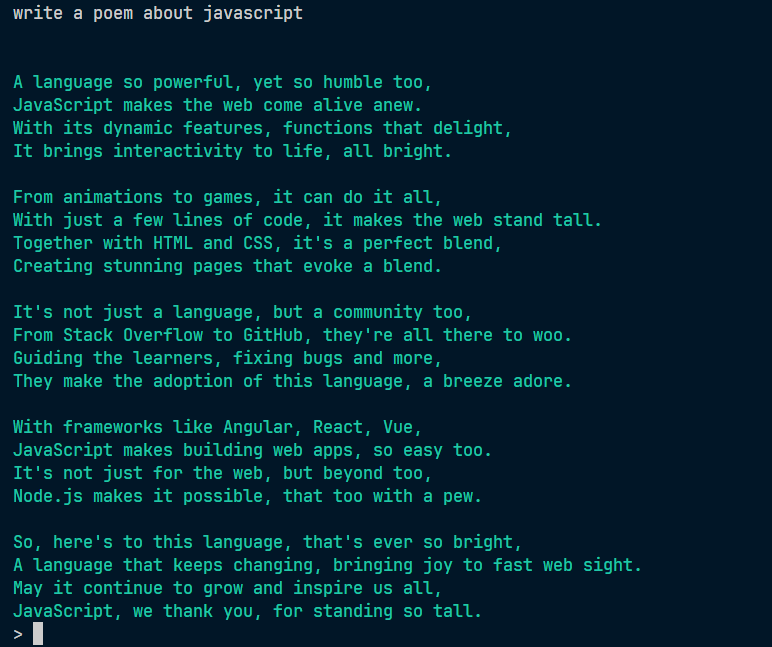 write a poem about javascript
A language so powerful, yet so humble too,
JavaScript makes the web come alive anew.
With its dynamic features, functions that delight,
It brings interactivity to life, all bright.
From animations to games, it can do it all,
With just a few lines of code, it makes the web stand tall.
Together with HTML and CSS, it's a perfect blend,
Creating stunning pages that evoke a blend.
It's not just a language, but a community too,
From Stack Overflow to GitHub, they're all there to woo.
Guiding the learners, fixing bugs and more,
They make the adoption of this language, a breeze adore.
With frameworks like Angular, React, Vue,
JavaScript makes building web apps, so easy too.
It's not just for the web, but beyond too,
Node.js makes it possible, that too with a pew.
So, here's to this language, that's ever so bright,
A language that keeps changing, bringing joy to fast web sight.
May it continue to grow and inspire us all,
JavaScript, we thank you, for standing so tall.
>